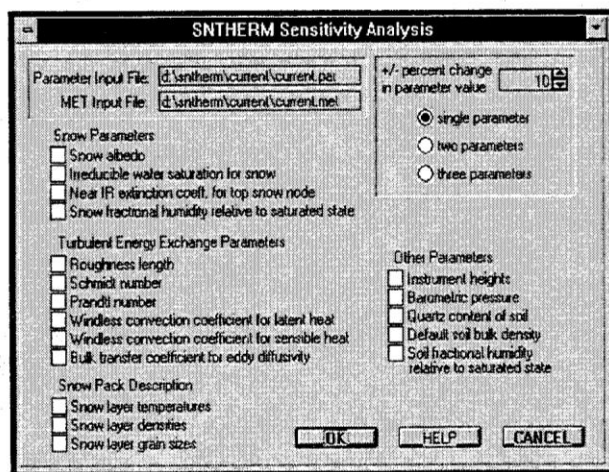 SNTHERM Sensitivity Analysis
Parameter Input File: d:\sntherm\current\current.par
MET Input File: d:\sntherm\current\current.met
+/- percent change
in parameter value 10
single parameter
two parameters
three parameters
Snow Parameters
Snow albedo
Irreducible water saturation for snow
Near IR extinction coeff. for top snow node
Snow fractional humidity relative to saturated state
Turbulent Energy Exchange Parameters
Roughness length
Schmidt number
Prandtl number
Windless convection coefficient for latent heat
Windless convection coefficient for sensible heat
Bulk transfer coefficient for eddy diffusivity
Other Parameters
Instrument heights
Barometric pressure
Quartz content of soil
Default soil bulk density
Soil fractional humidity
relative to saturated state
Snow Pack Description
Snow layer temperatures
Snow layer densities
Snow layer grain sizes
OK
HELP
CANCEL